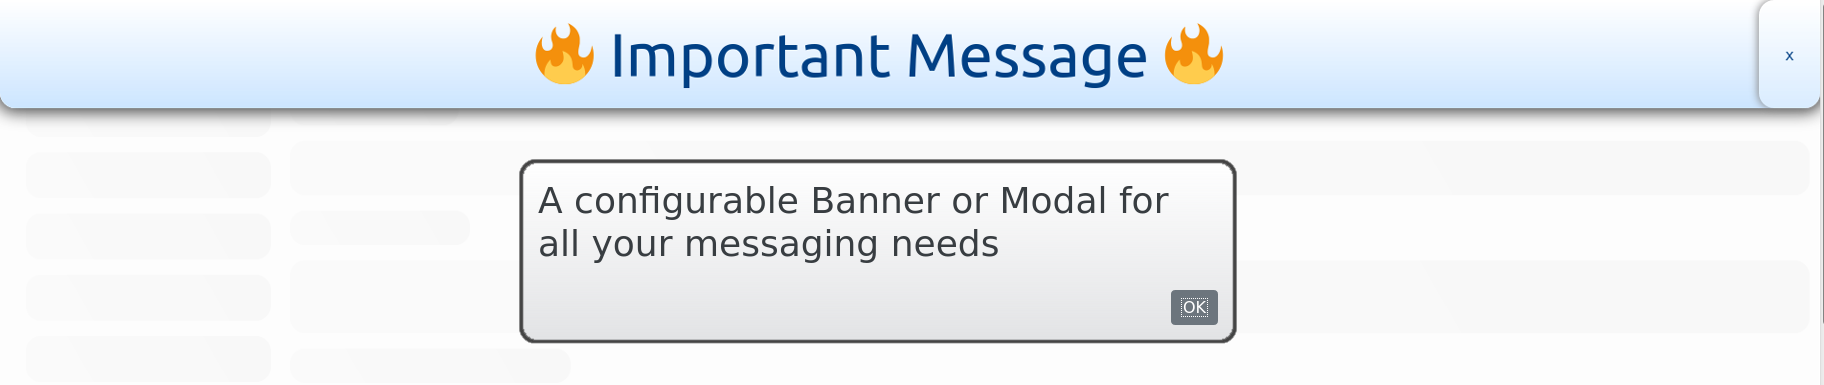 🔥 Important Message 🔥
x
A configurable Banner or Modal for
all your messaging needs
OK